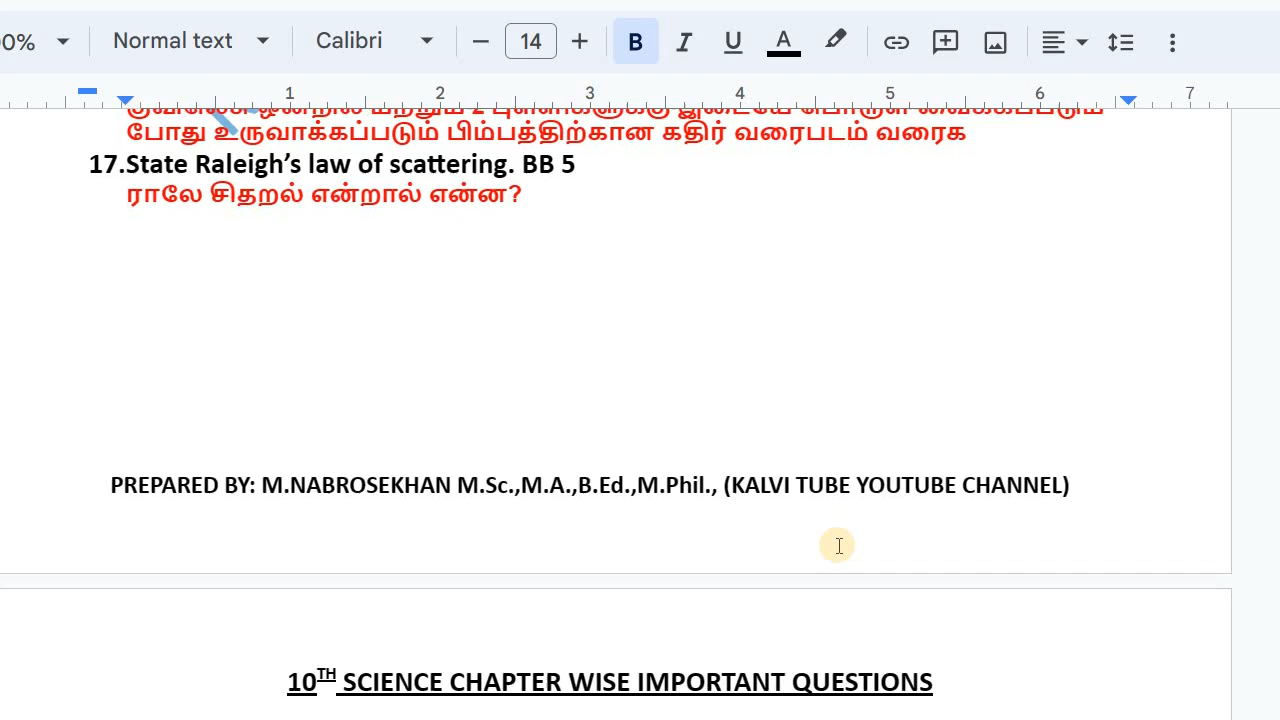 0%
Normal text
Calibri
14
B I U A
1 2 3 4 5 6 7
போது உருவாக்கப்படும் பிம்பத்திற்கான கதிர் வரைபடம் வரைக
17.State Raleigh’s law of scattering. BB 5
ராலே சிதறல் என்றால் என்ன?
PREPARED BY: M.NABROSEKHAN M.Sc.,M.A.,B.Ed.,M.Phil., (KALVI TUBE YOUTUBE CHANNEL)
10TH SCIENCE CHAPTER WISE IMPORTANT QUESTIONS